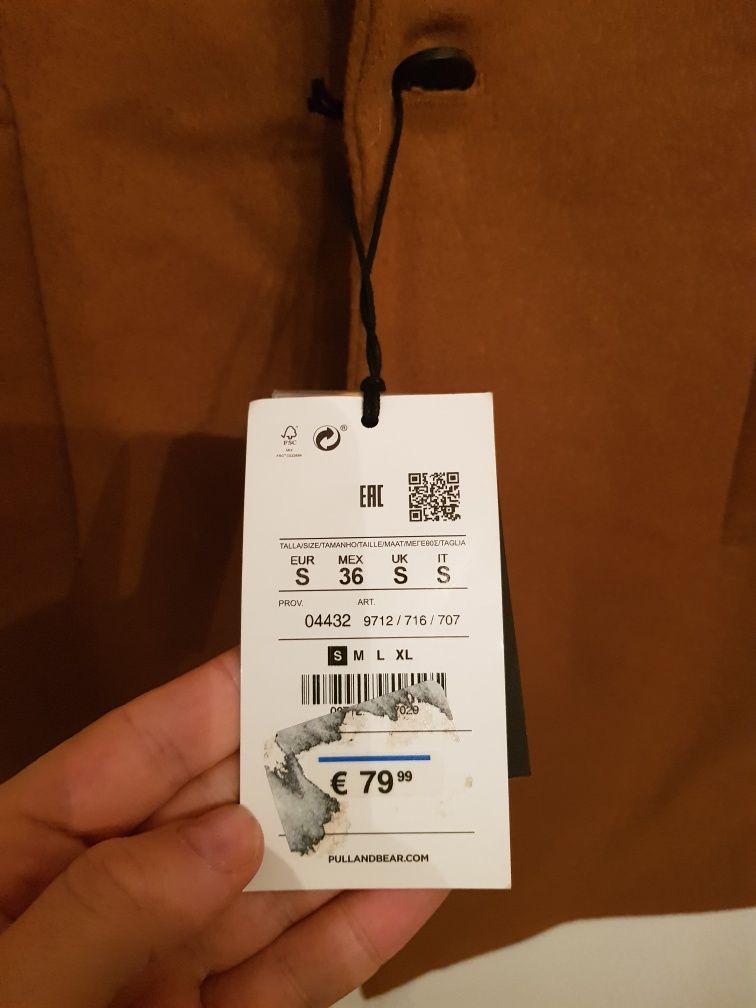 FSC
MIX
®
EAC
TALLA/SIZE/TAMANHO/TAILLE/MAAT/ΜΕΓΕΘΟΣ/TAGLIA
EUR MEX UK IT
S 36 S S
PROV. ART.
04432 9712 / 716 / 707
S M L XL
€ 79 99
PULLANDBEAR.COM